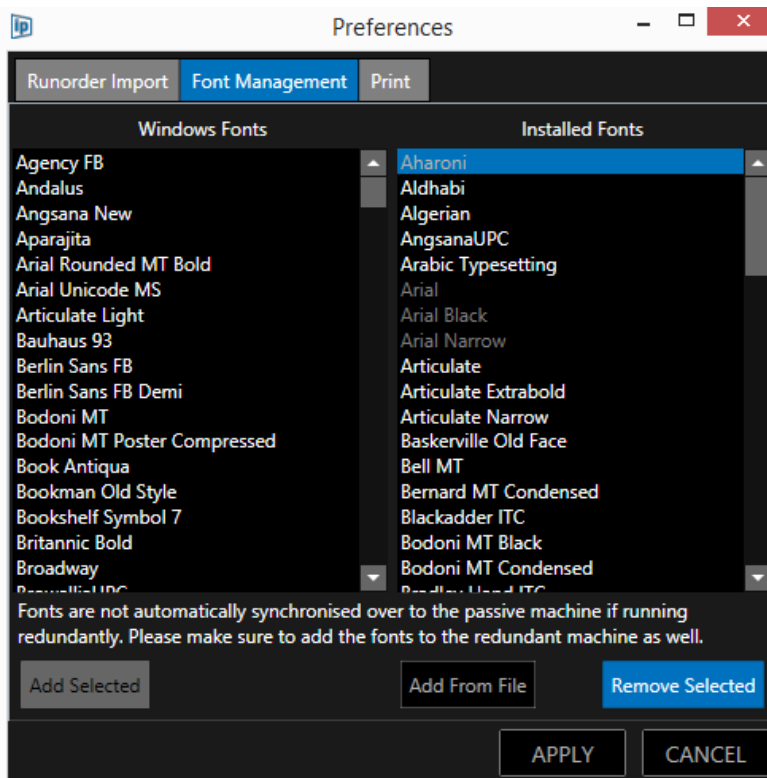 ip
Preferences
Runorder Import
Font Management
Print
Windows Fonts
Agency FB
Andalus
Angsana New
Aparajita
Arial Rounded MT Bold
Arial Unicode MS
Articulate Light
Bauhaus 93
Berlin Sans FB
Berlin Sans FB Demi
Bodoni MT
Bodoni MT Poster Compressed
Book Antiqua
Bookman Old Style
Bookshelf Symbol 7
Britannic Bold
Broadway
BrowalliaUPC
Installed Fonts
Aharoni
Aldhabi
Algerian
AngsanaUPC
Arabic Typesetting
Arial
Arial Black
Arial Narrow
Articulate
Articulate Extrabold
Articulate Narrow
Baskerville Old Face
Bell MT
Bernard MT Condensed
Blackadder ITC
Bodoni MT Black
Bodoni MT Condensed
Bradley Hand ITC
Fonts are not automatically synchronised over to the passive machine if running
redundantly. Please make sure to add the fonts to the redundant machine as well.
Add Selected
Add From File
Remove Selected
APPLY
CANCEL